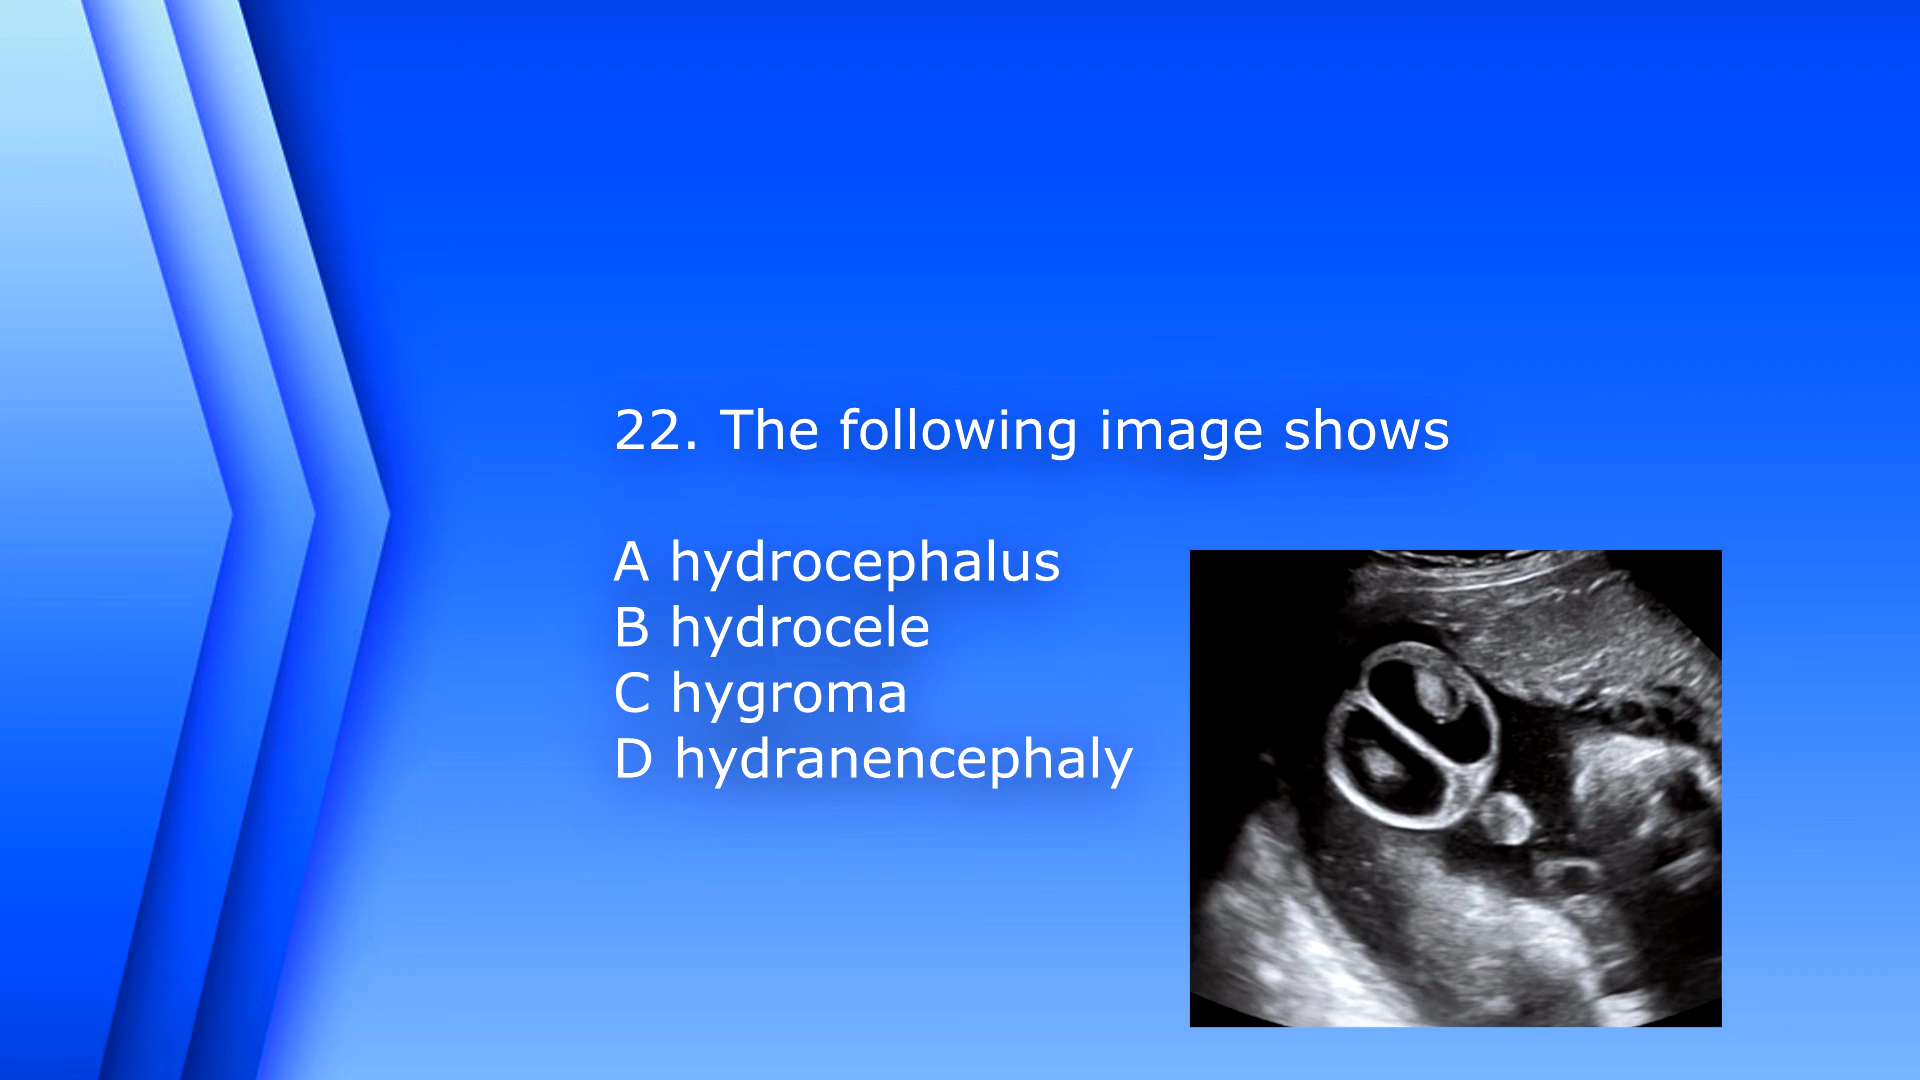 22. The following image shows
A hydrocephalus
B hydrocele
C hygroma
D hydranencephaly